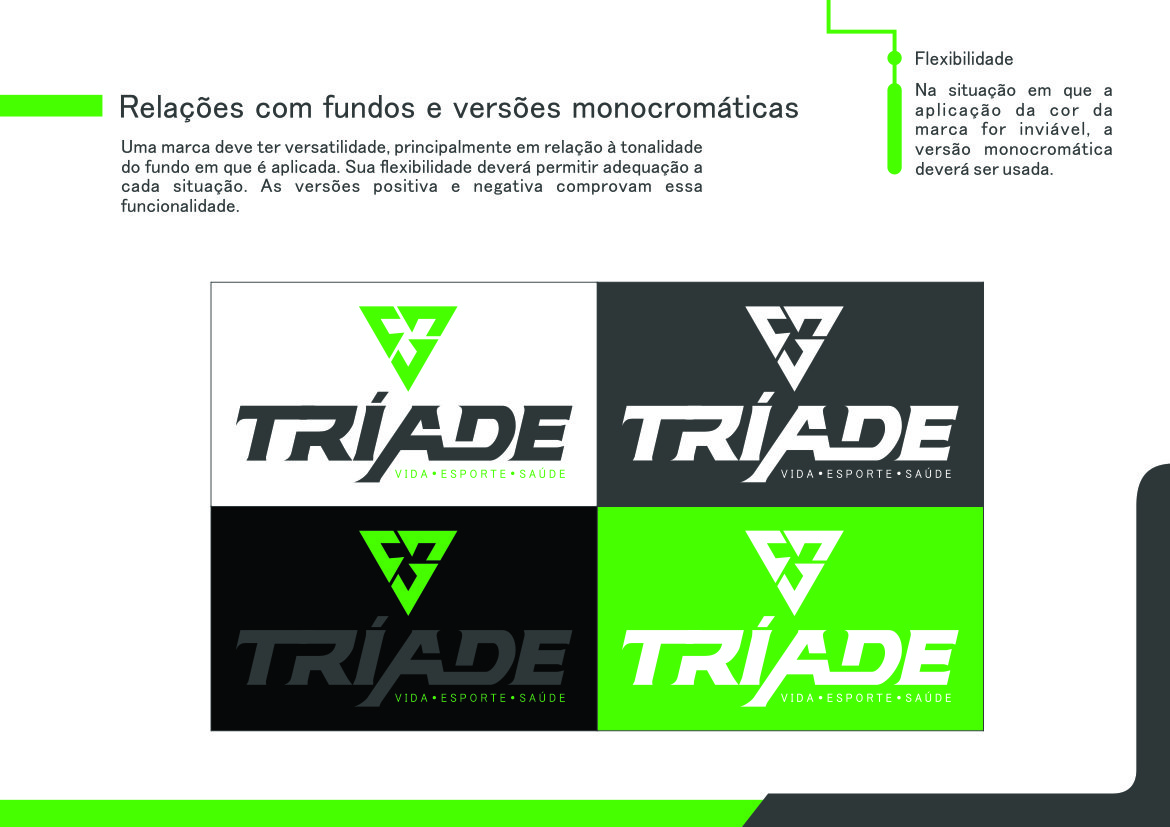 Relações com fundos e versões monocromáticas
Uma marca deve ter versatilidade, principalmente em relação à tonalidade
do fundo em que é aplicada. Sua flexibilidade deverá permitir adequação a
cada situação. As versões positiva e negativa comprovam essa
funcionalidade.
Flexibilidade
Na situação em que a
aplicação da cor da
marca for inviável, a
versão monocromática
deverá ser usada.
TRÍADE
VIDA • ESPORTE • SAÚDE
TRÍADE
VIDA • ESPORTE • SAÚDE
TRÍADE
VIDA • ESPORTE • SAÚDE
TRÍADE
VIDA • ESPORTE • SAÚDE